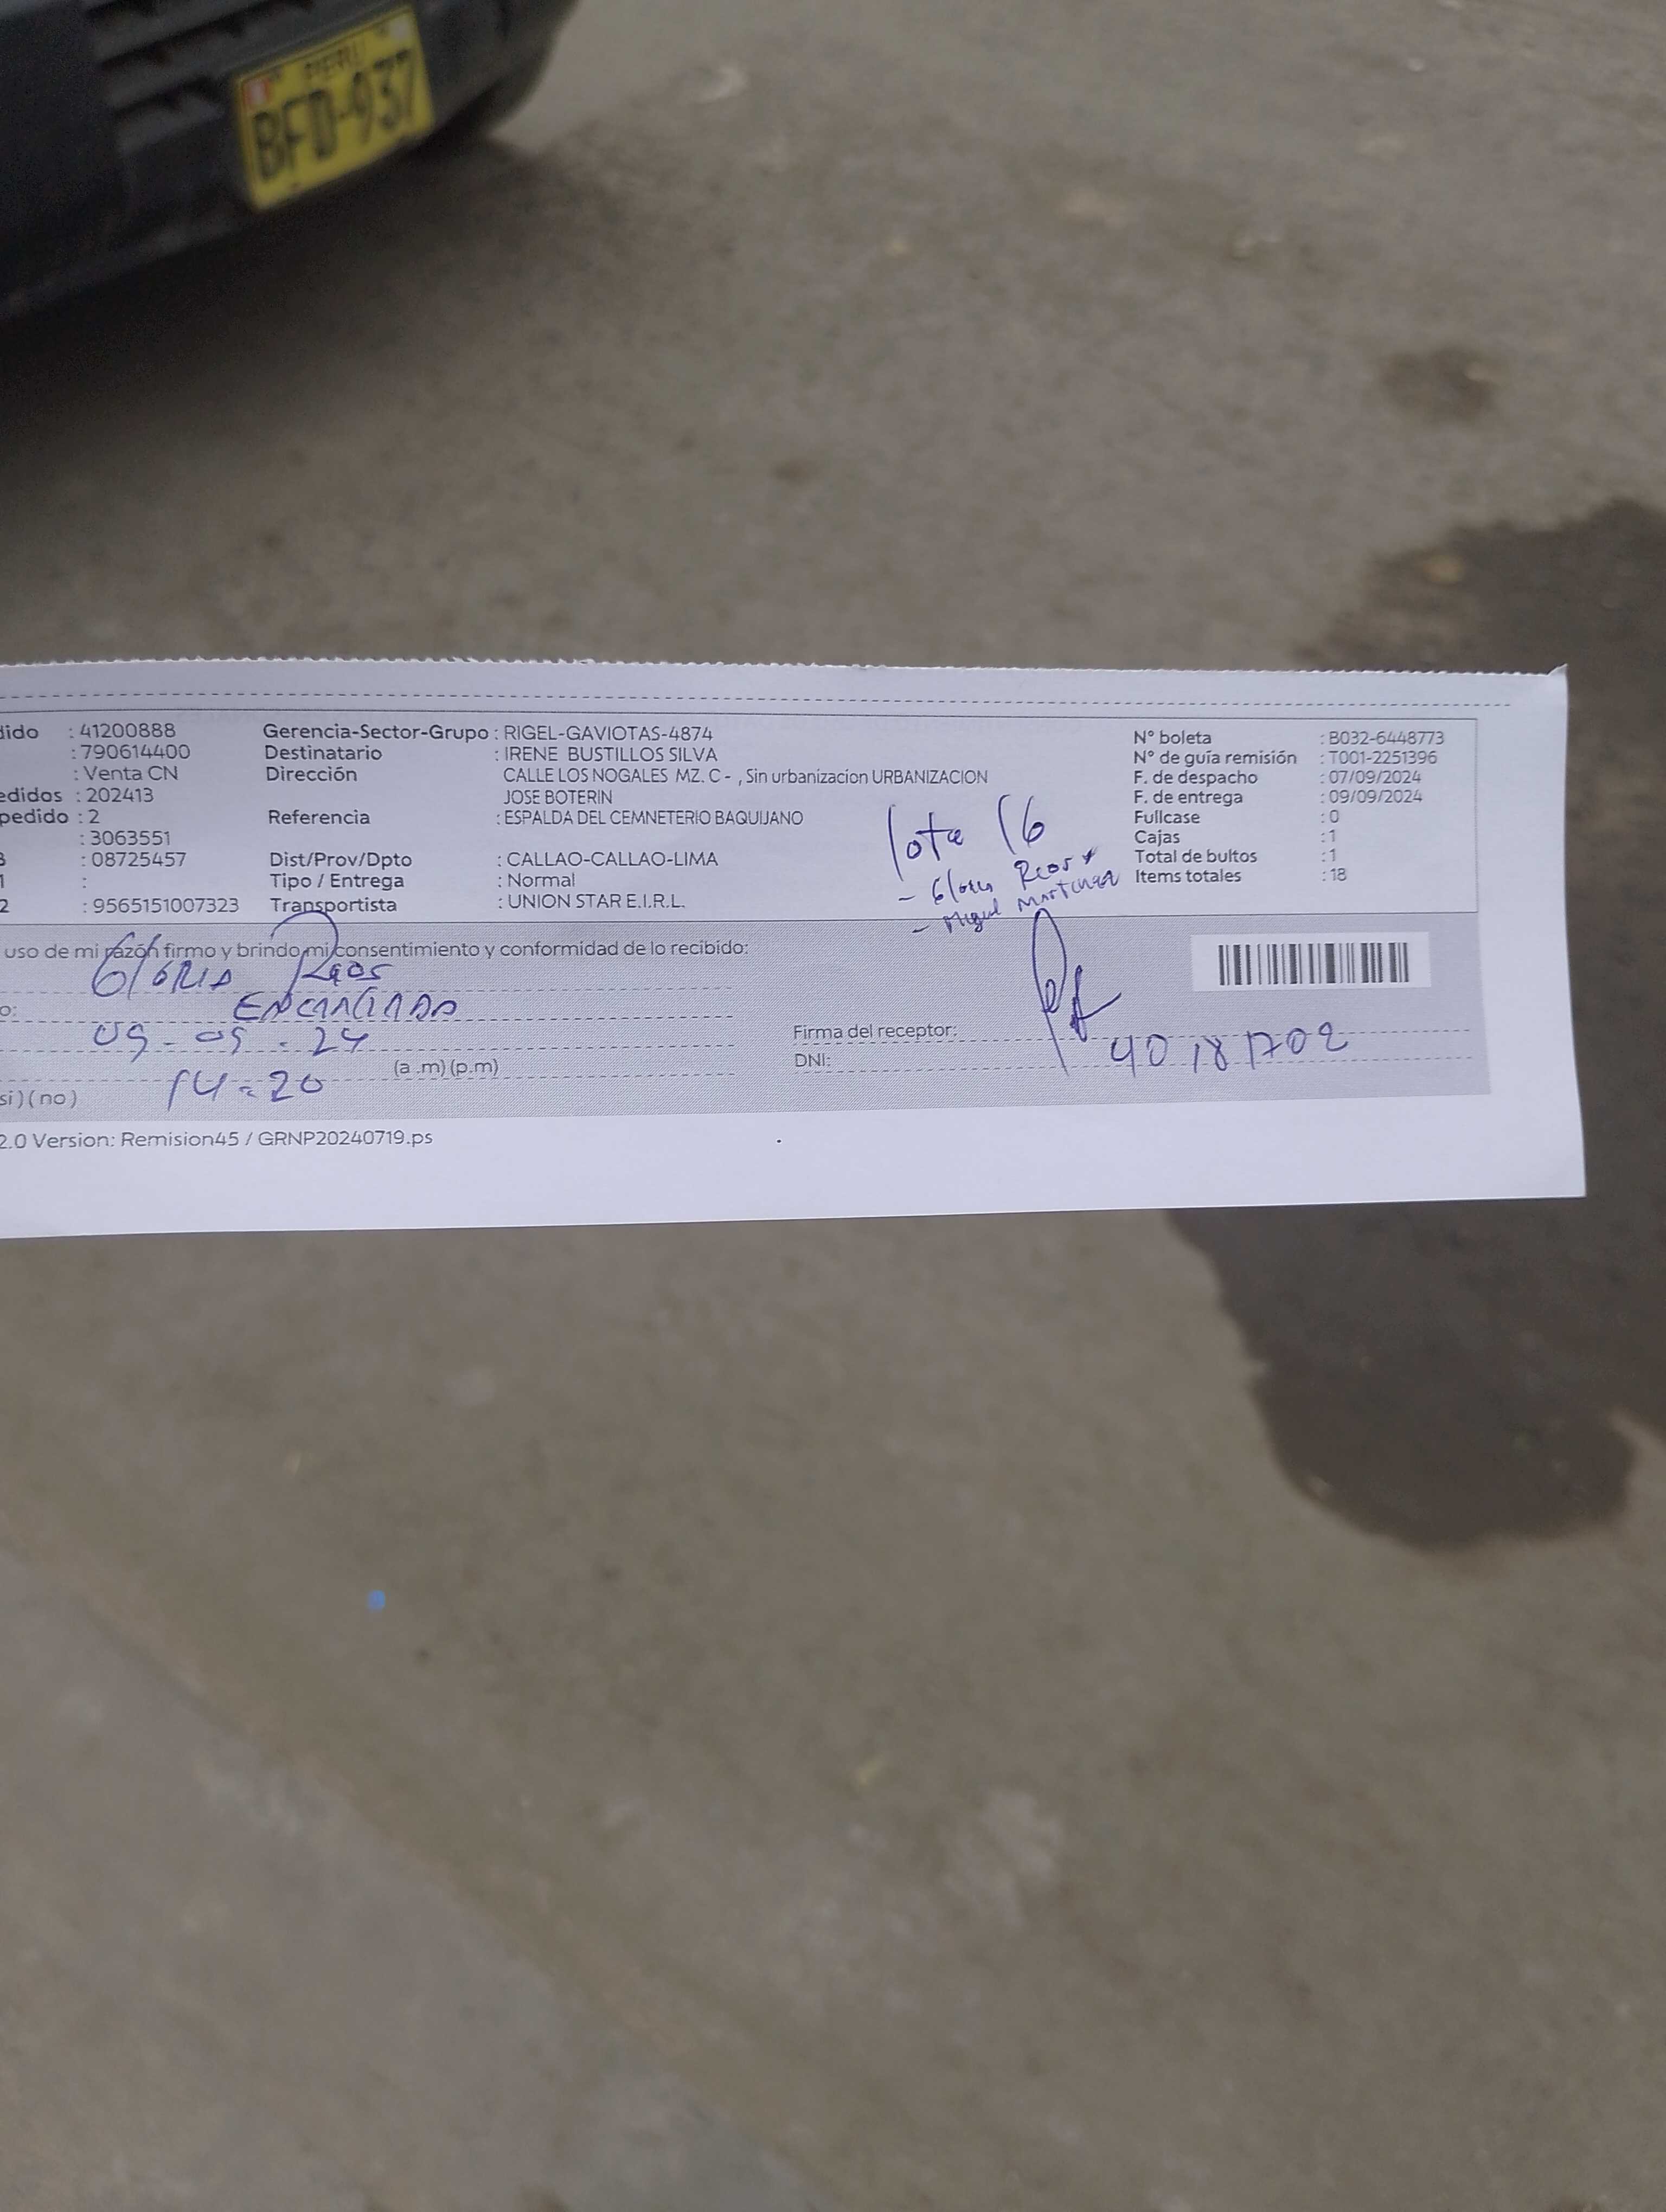 PERU
BFD-937
dido : 41200888 Gerencia-Sector-Grupo : RIGEL-GAVIOTAS-4874 N° boleta : B032-6448773
: 790614400 Destinatario : IRENE BUSTILLOS SILVA N° de guía remisión : T001-2251396
: Venta CN Dirección CALLE LOS NOGALES MZ. C - , Sin urbanizacion URBANIZACION F. de despacho : 07/09/2024
edidos : 202413 JOSE BOTERIN F. de entrega : 09/09/2024
pedido : 2 Referencia : ESPALDA DEL CEMNETERIO BAQUIJANO Fullcase : 0
: 3063551 Cajas : 1
: 08725457 Dist/Prov/Dpto : CALLAO-CALLAO-LIMA Total de bultos : 1
1 : Tipo / Entrega : Normal Items totales : 18
2 : 9565151007323 Transportista : UNION STAR E.I.R.L.
lote 16
- Gloria Rcos
- Miguel
uso de mi razón firmo y brindo mi consentimiento y conformidad de lo recibido:
Gloria
o: ENCARGADA
09-09-24 Firma del receptor:
14:20 (a .m) (p.m) DNI: 40181702
si ) ( no )
2.0 Version: Remision45 / GRNP20240719.ps